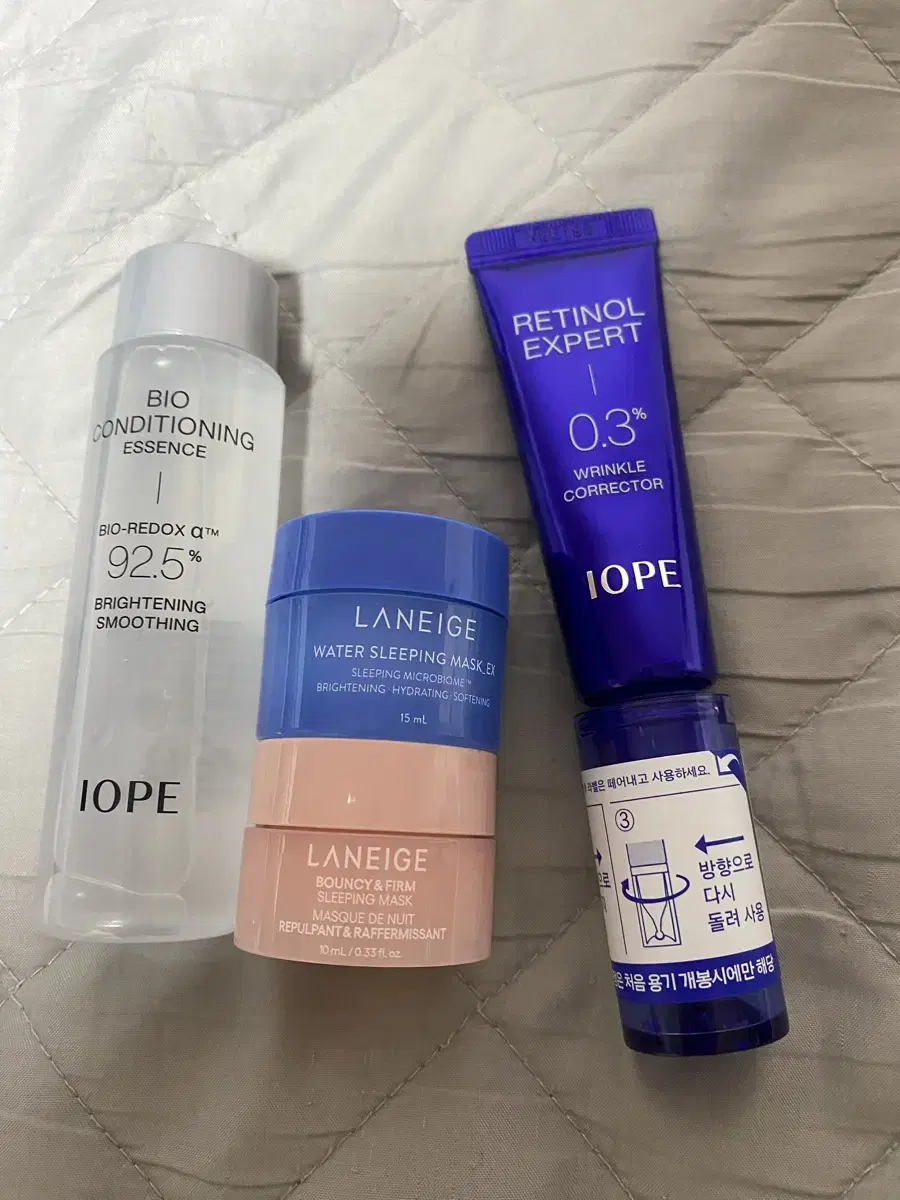 BIO
CONDITIONING
ESSENCE
BIO-REDOX α™
92.5%
BRIGHTENING
SMOOTHING
IOPE
LANEIGE
WATER SLEEPING MASK_EX
SLEEPING MICROBIOME™
BRIGHTENING · HYDRATING · SOFTENING
15 mL
LANEIGE
BOUNCY & FIRM
SLEEPING MASK
MASQUE DE NUIT
REPULPANT & RAFFERMISSANT
10 mL / 0.33 fl. oz.
RETINOL
EXPERT
0.3%
WRINKLE
CORRECTOR
IOPE
떼어내고 사용하세요.
③
방향으로
다시
돌려 사용
처음 용기 개봉시에만 해당